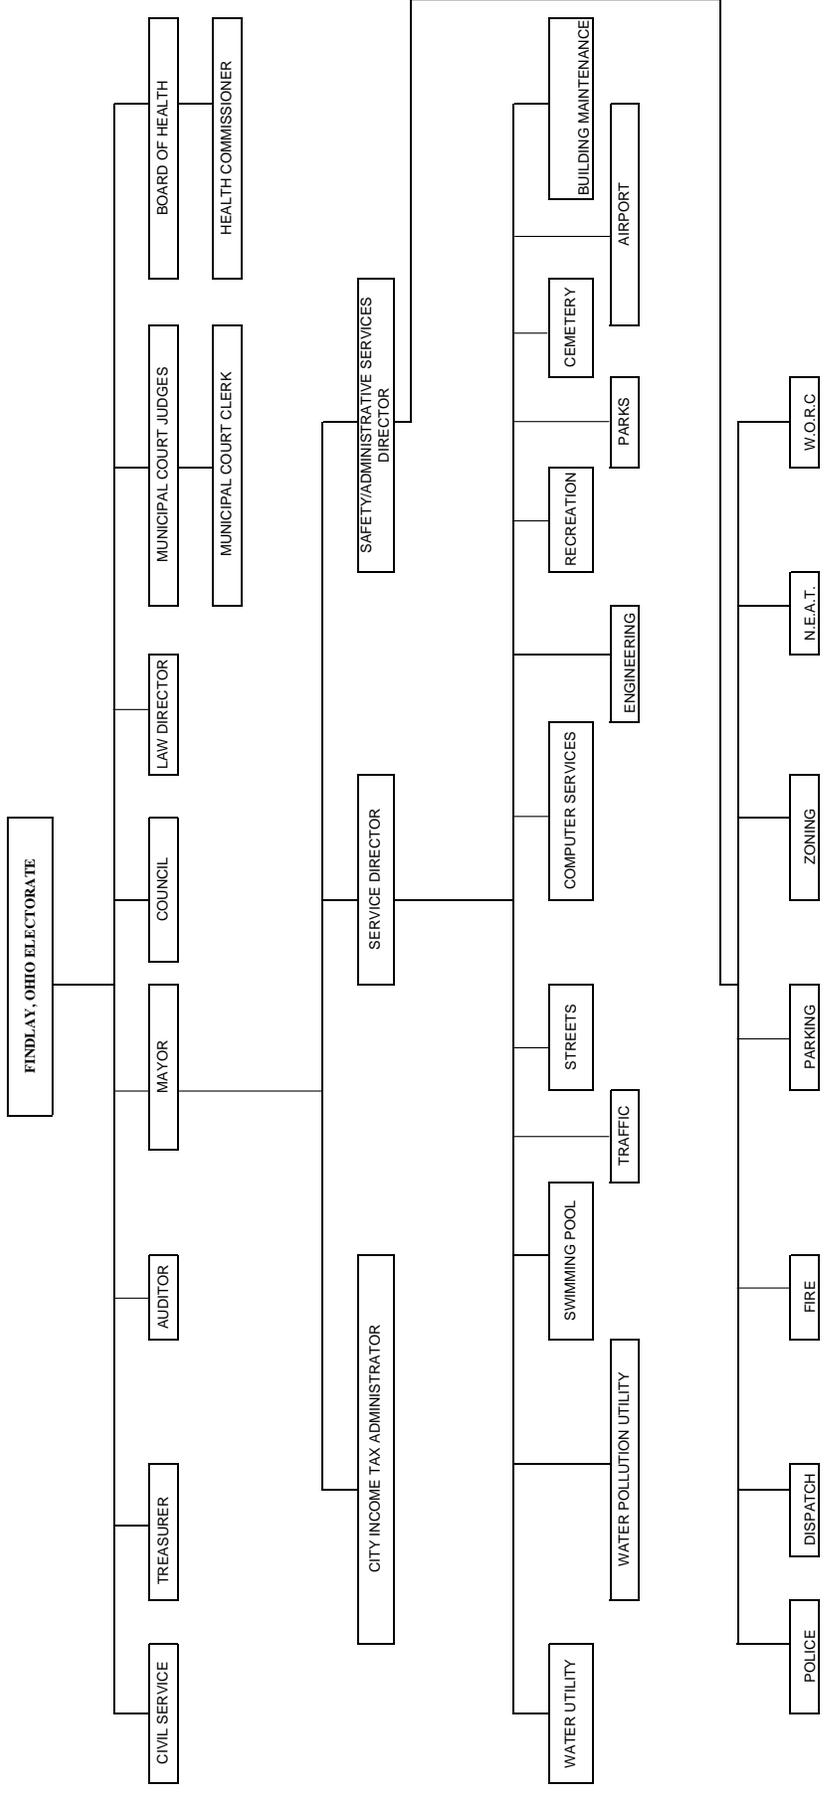 FINDLAY, OHIO ELECTORATE
CIVIL SERVICE
TREASURER
AUDITOR
MAYOR
COUNCIL
LAW DIRECTOR
MUNICIPAL COURT JUDGES
BOARD OF HEALTH
MUNICIPAL COURT CLERK
HEALTH COMMISSIONER
CITY INCOME TAX ADMINISTRATOR
SERVICE DIRECTOR
SAFETY/ADMINISTRATIVE SERVICES
DIRECTOR
WATER UTILITY
SWIMMING POOL
STREETS
COMPUTER SERVICES
RECREATION
CEMETERY
BUILDING MAINTENANCE
WATER POLLUTION UTILITY
TRAFFIC
ENGINEERING
PARKS
AIRPORT
POLICE
DISPATCH
FIRE
PARKING
ZONING
N.E.A.T.
W.O.R.C